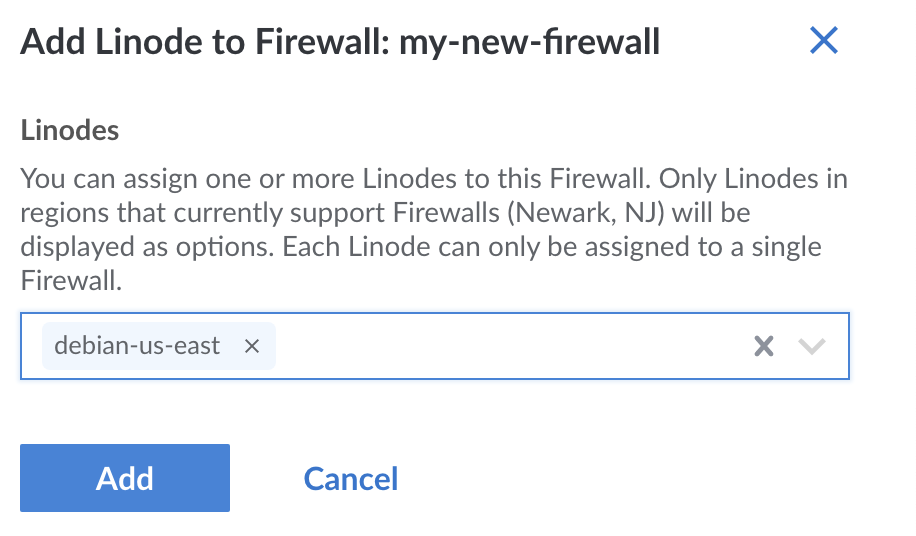 Add Linode to Firewall: my-new-firewall
Linodes
You can assign one or more Linodes to this Firewall. Only Linodes in
regions that currently support Firewalls (Newark, NJ) will be
displayed as options. Each Linode can only be assigned to a single
Firewall.
debian-us-east
Add Cancel